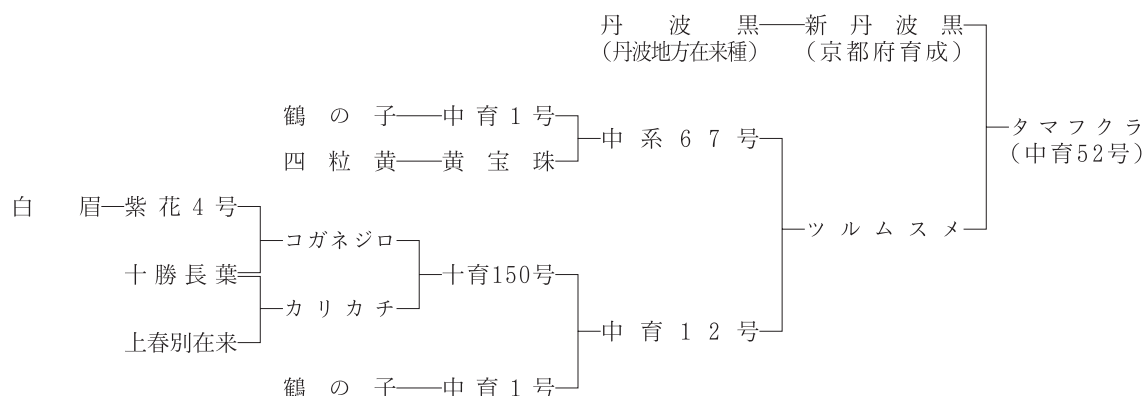 丹波黒 新丹波黒
(丹波地方在来種) (京都府育成)
鶴の子 中育1号
タマフクラ
中系67号
(中育52号)
四粒黄 黄宝珠
白眉 紫花4号
ツルムスメ
コガネジロ
十勝長葉 十育150号
カリカチ
中育12号
上春別在来
鶴の子 中育1号